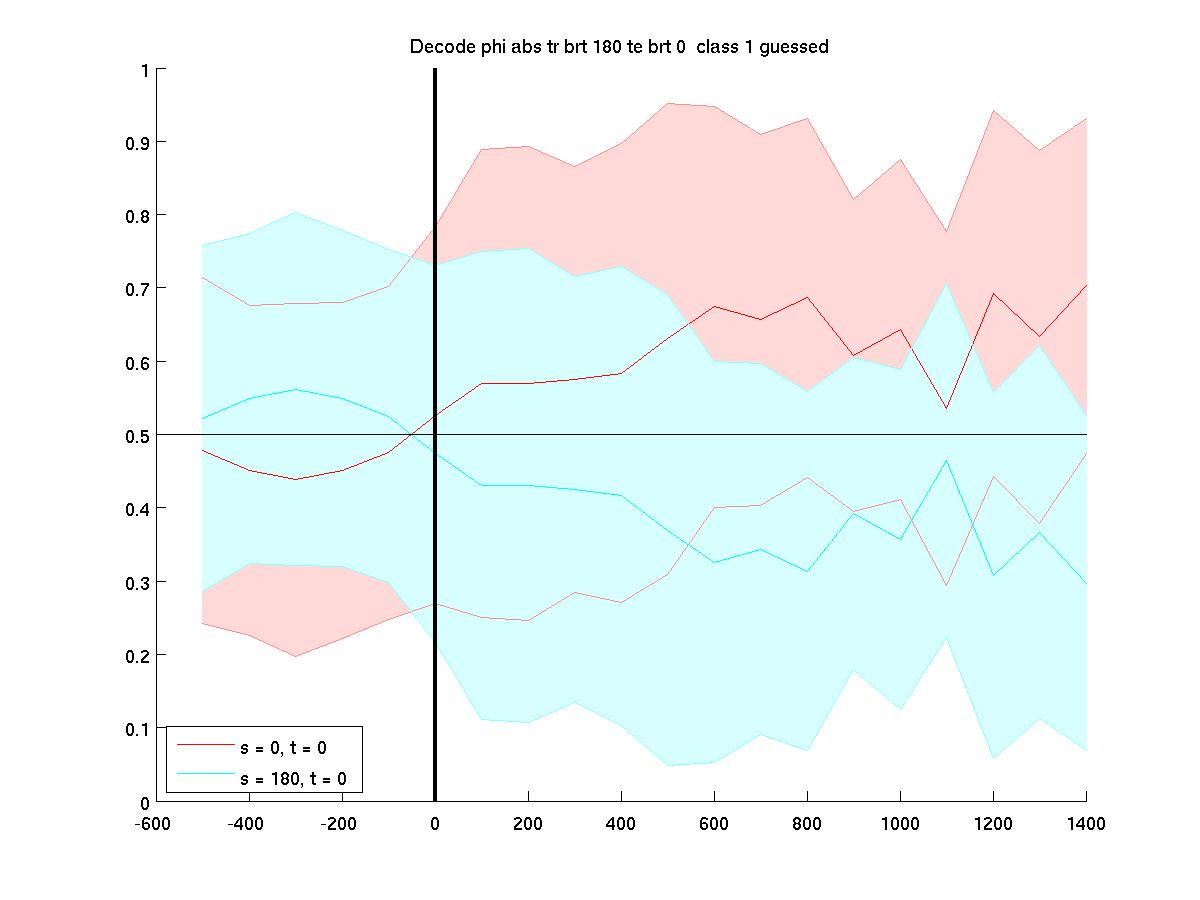 Decode phi abs tr brt 180 te brt 0  class 1 guessed
1
0.9
0.8
0.7
0.6
0.5
0.4
0.3
0.2
0.1
0
s = 0, t = 0
s = 180, t = 0
-600 -400 -200 0 200 400 600 800 1000 1200 1400